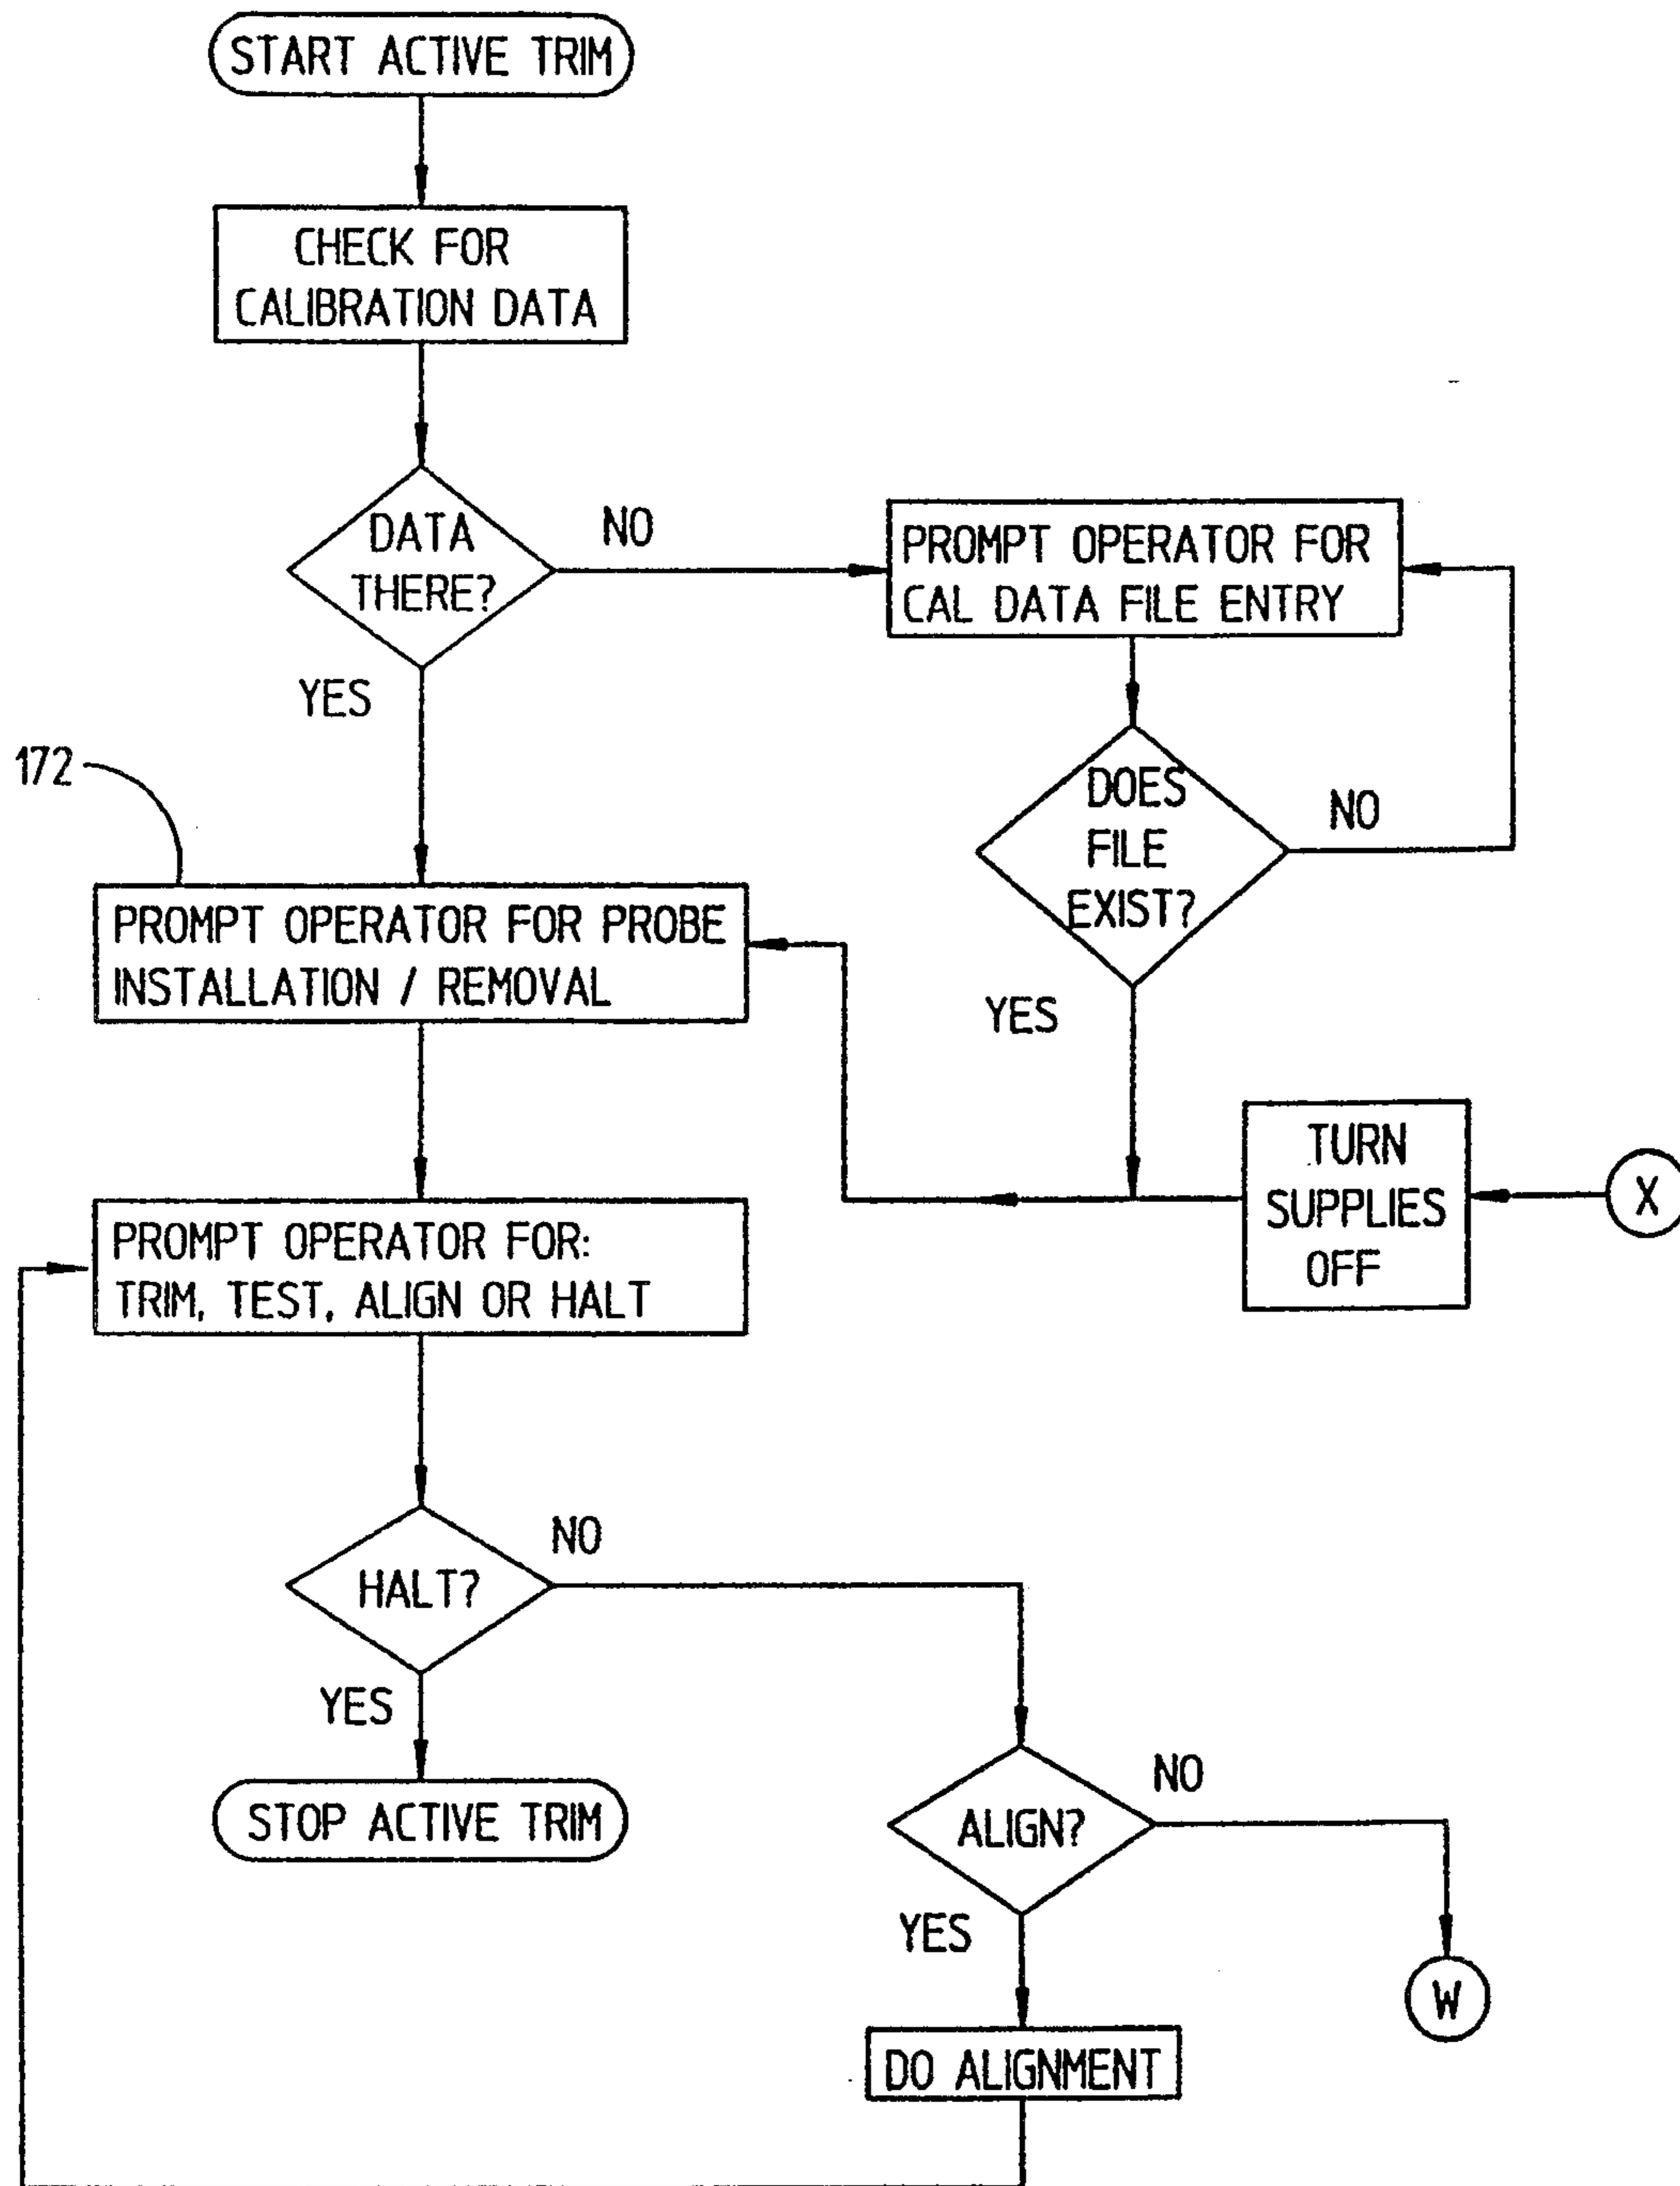 START ACTIVE TRIM
CHECK FOR
CALIBRATION DATA
DATA
THERE?
NO
YES
PROMPT OPERATOR FOR
CAL DATA FILE ENTRY
DOES
FILE
EXIST?
NO
YES
172
PROMPT OPERATOR FOR PROBE
INSTALLATION / REMOVAL
TURN
SUPPLIES
OFF
X
PROMPT OPERATOR FOR:
TRIM, TEST, ALIGN OR HALT
HALT?
NO
YES
STOP ACTIVE TRIM
ALIGN?
NO
YES
W
DO ALIGNMENT